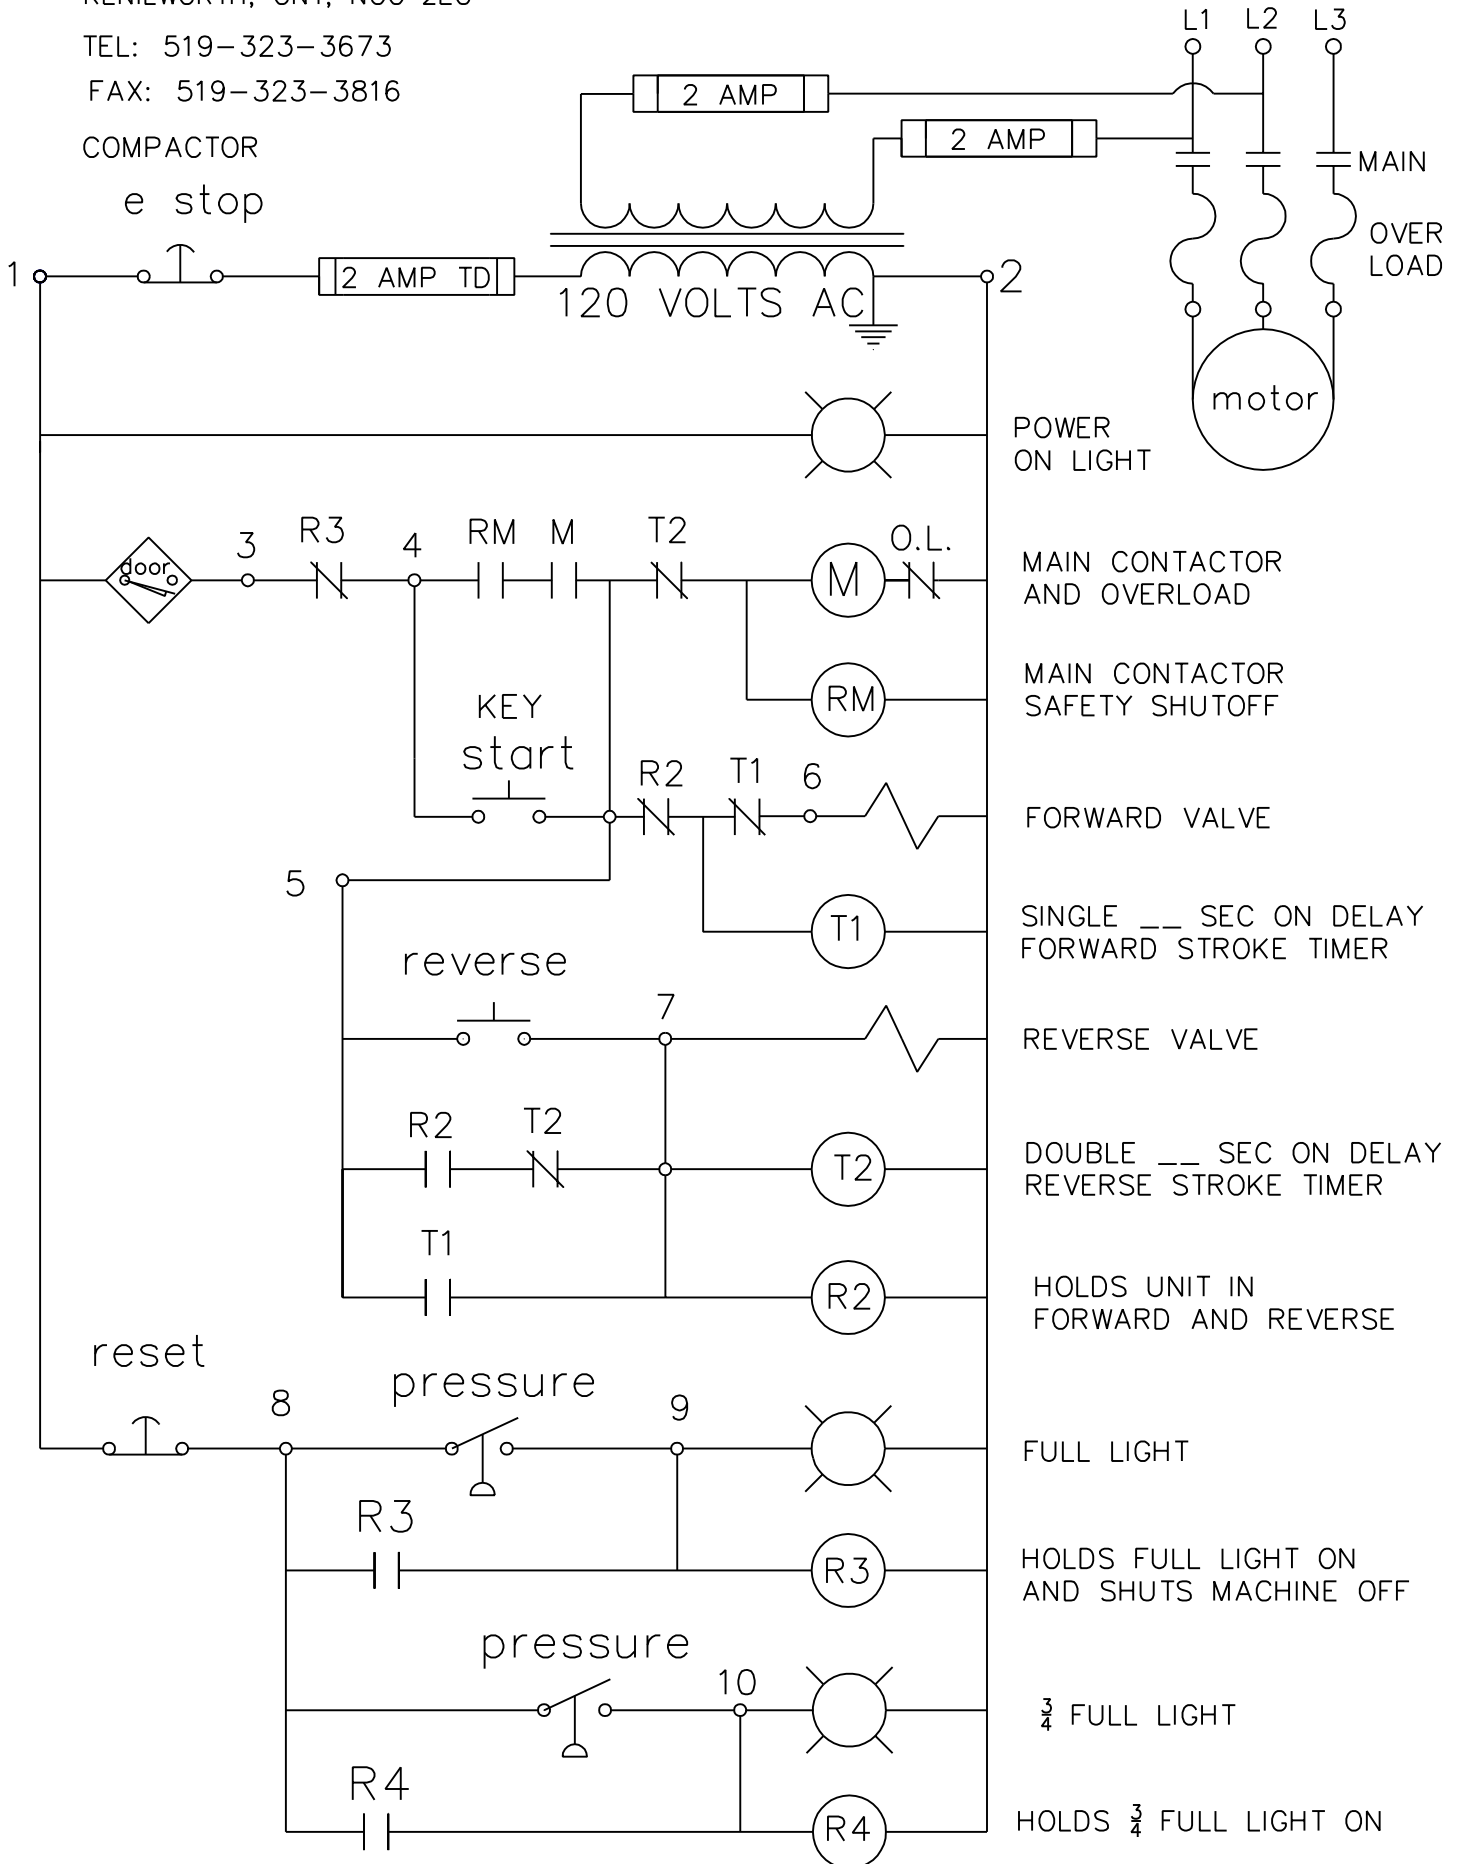 TEL: 519-323-3673
FAX: 519-323-3816
COMPACTOR
L1 L2 L3
2 AMP
2 AMP
MAIN
OVER
LOAD
e stop
1
2 AMP TD
120 VOLTS AC
2
motor
POWER
ON LIGHT
door
3
R3
4
RM
M
T2
M
O.L.
MAIN CONTACTOR
AND OVERLOAD
RM
MAIN CONTACTOR
SAFETY SHUTOFF
KEY
start
R2
T1
6
FORWARD VALVE
5
T1
SINGLE __ SEC ON DELAY
FORWARD STROKE TIMER
reverse
7
REVERSE VALVE
R2
T2
T2
DOUBLE __ SEC ON DELAY
REVERSE STROKE TIMER
T1
R2
HOLDS UNIT IN
FORWARD AND REVERSE
reset
8
pressure
9
FULL LIGHT
R3
R3
HOLDS FULL LIGHT ON
AND SHUTS MACHINE OFF
pressure
10
3/4 FULL LIGHT
R4
R4
HOLDS 3/4 FULL LIGHT ON